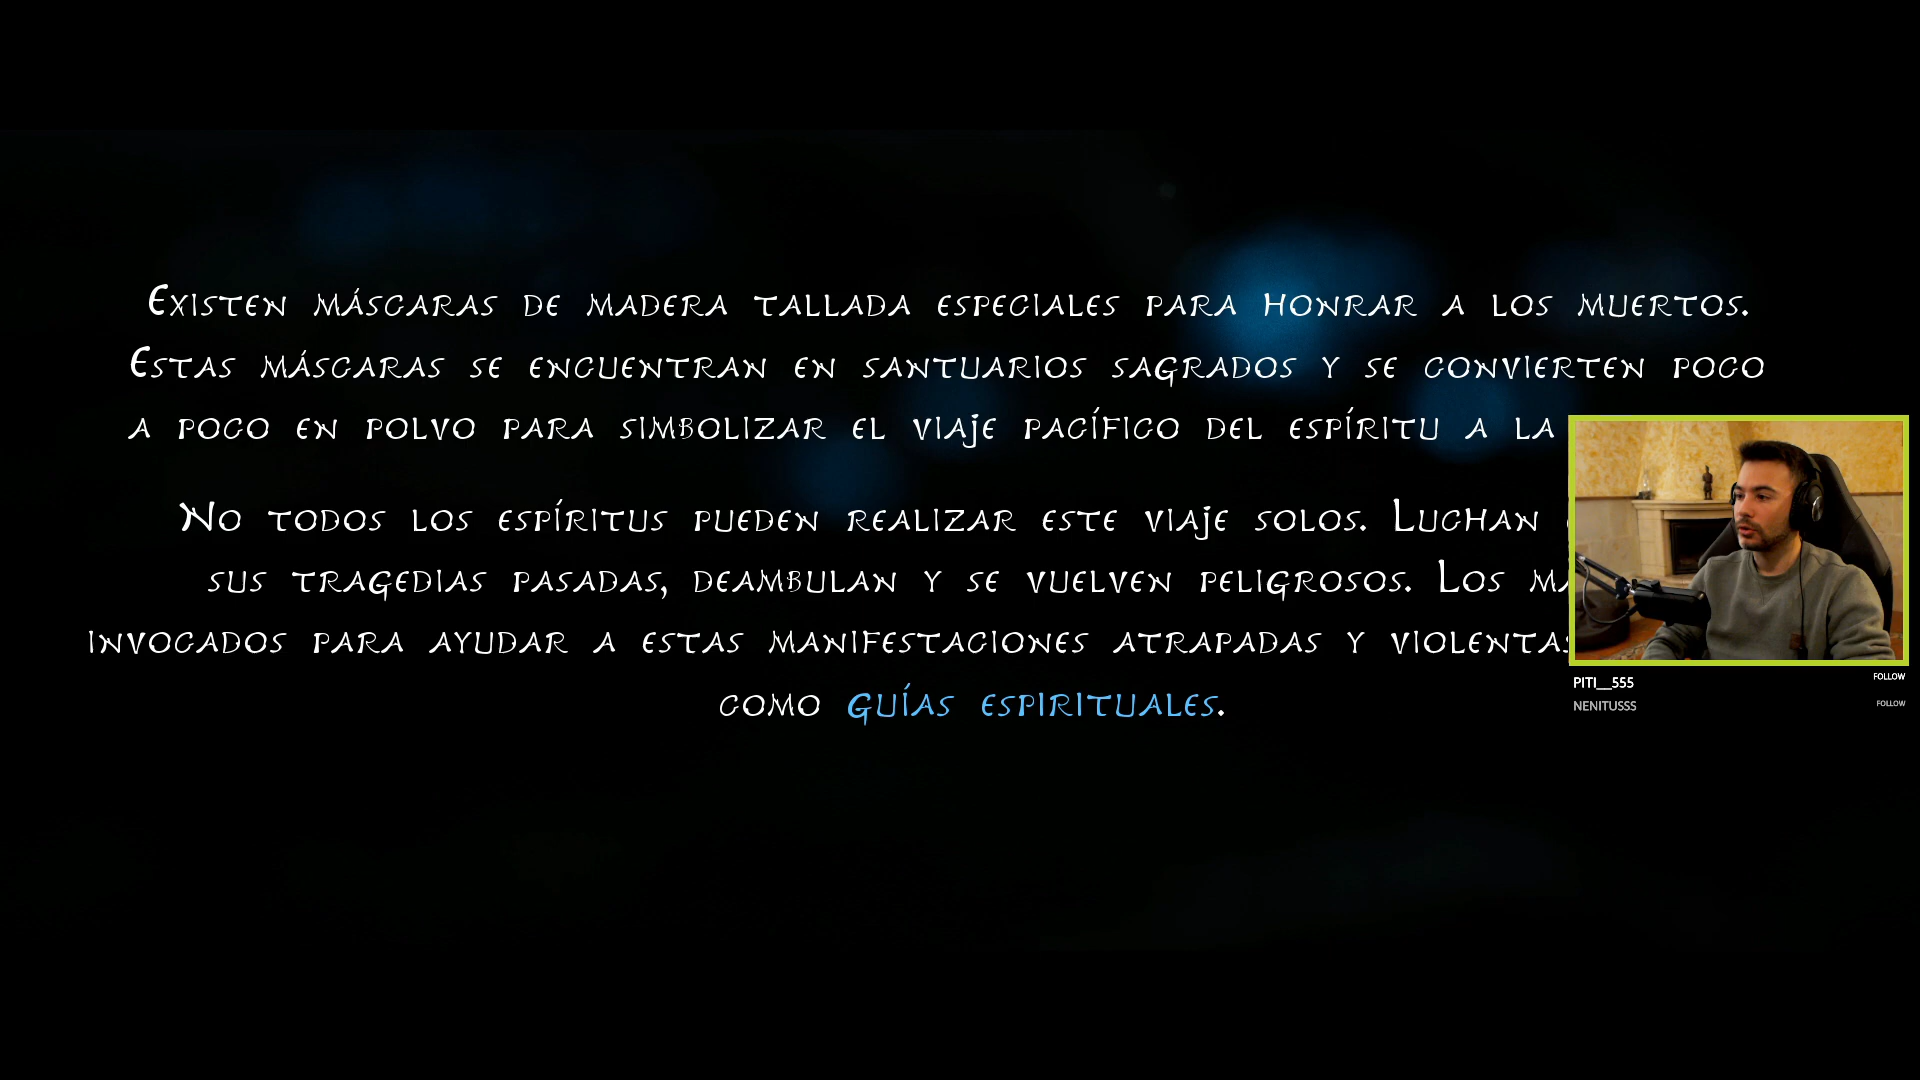 Existen máscaras de madera tallada especiales para honrar a los muertos.
Estas máscaras se encuentran en santuarios sagrados y se convierten poco
a poco en polvo para simbolizar el viaje pacífico del espíritu a la
No todos los espíritus pueden realizar este viaje solos. Luchan
sus tragedias pasadas, deambulan y se vuelven peligrosos. Los
invocados para ayudar a estas manifestaciones atrapadas y violentas
como guías espirituales.
PITI__555 FOLLOW
NENITUSSS FOLLOW